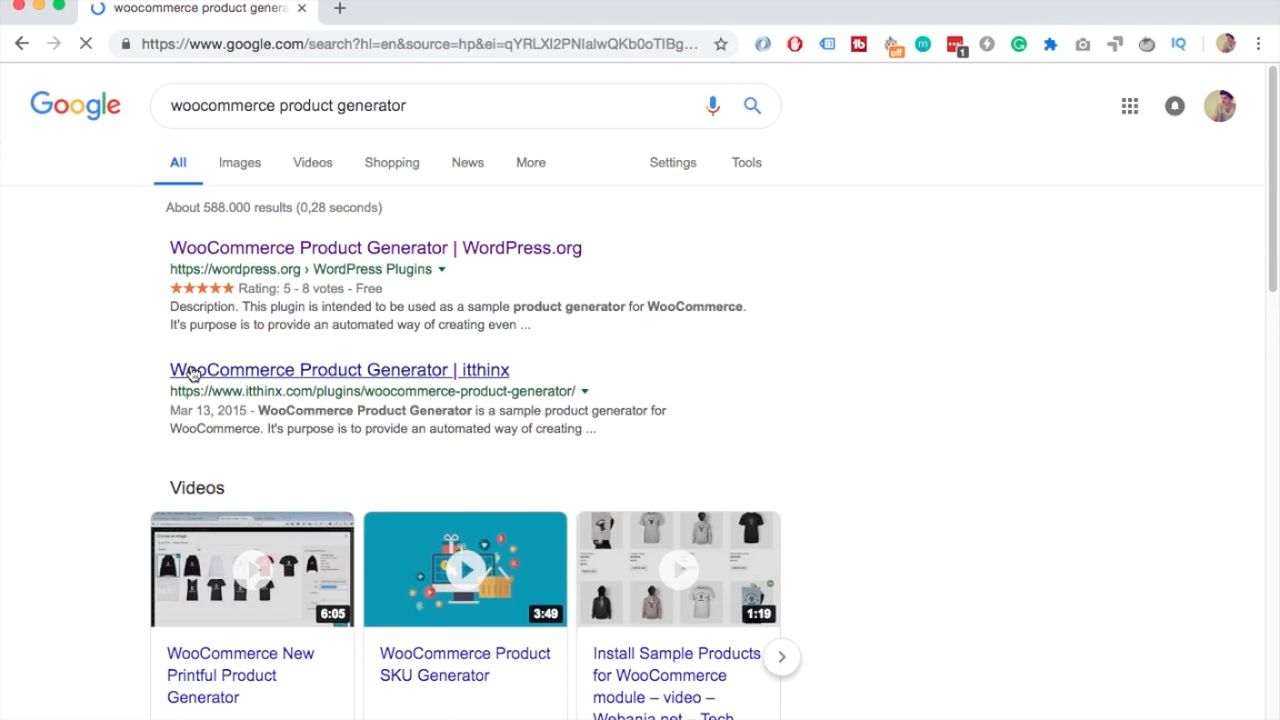 woocommerce product genera
https://www.google.com/search?hl=en&source=hp&ei=qYRLXI2PNIalwQKb0oTIBg...
off
m
1
IQ
Google
woocommerce product generator
All Images Videos Shopping News More Settings Tools
About 588.000 results (0,28 seconds)
WooCommerce Product Generator | WordPress.org
https://wordpress.org › WordPress Plugins
Rating: 5 - 8 votes - Free
Description. This plugin is intended to be used as a sample product generator for WooCommerce.
It's purpose is to provide an automated way of creating even ...
WooCommerce Product Generator | itthinx
https://www.itthinx.com/plugins/woocommerce-product-generator/
Mar 13, 2015 - WooCommerce Product Generator is a sample product generator for
WooCommerce. It's purpose is to provide an automated way of creating ...
Videos
6:05
3:49
1:19
WooCommerce New
Printful Product
Generator
WooCommerce Product
SKU Generator
Install Sample Products
for WooCommerce
module – video –
Webania.net – Tech